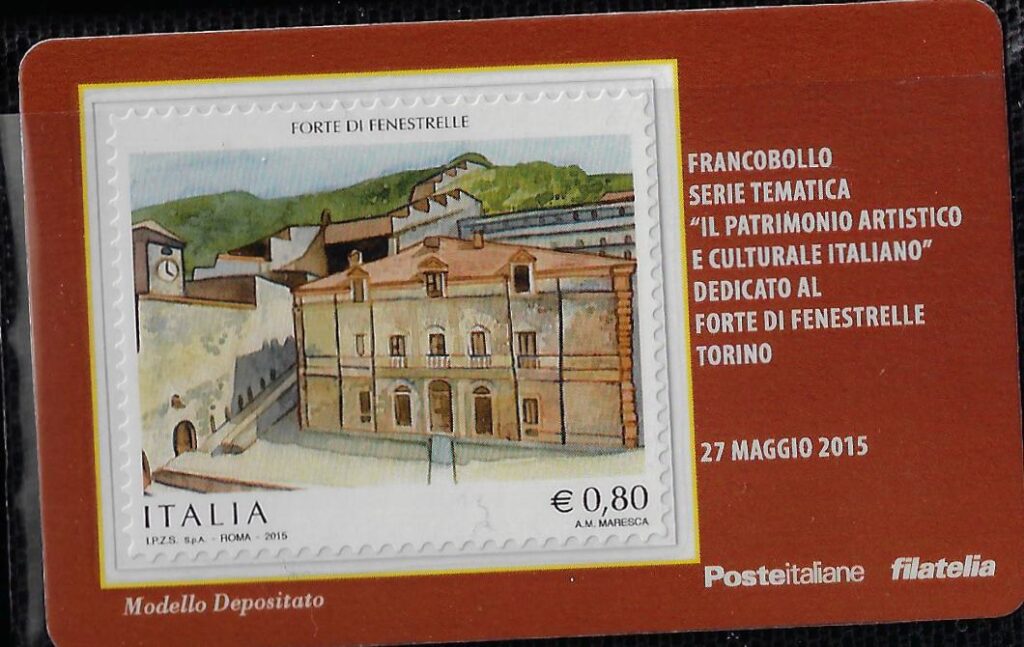 FORTE DI FENESTRELLE
ITALIA
€ 0,80
I.P.Z.S. S.p.A. - ROMA - 2015
A.M. MARESCA
Modello Depositato
FRANCOBOLLO
SERIE TEMATICA
"IL PATRIMONIO ARTISTICO
E CULTURALE ITALIANO"
DEDICATO AL
FORTE DI FENESTRELLE
TORINO
27 MAGGIO 2015
Posteitaliane filatelia